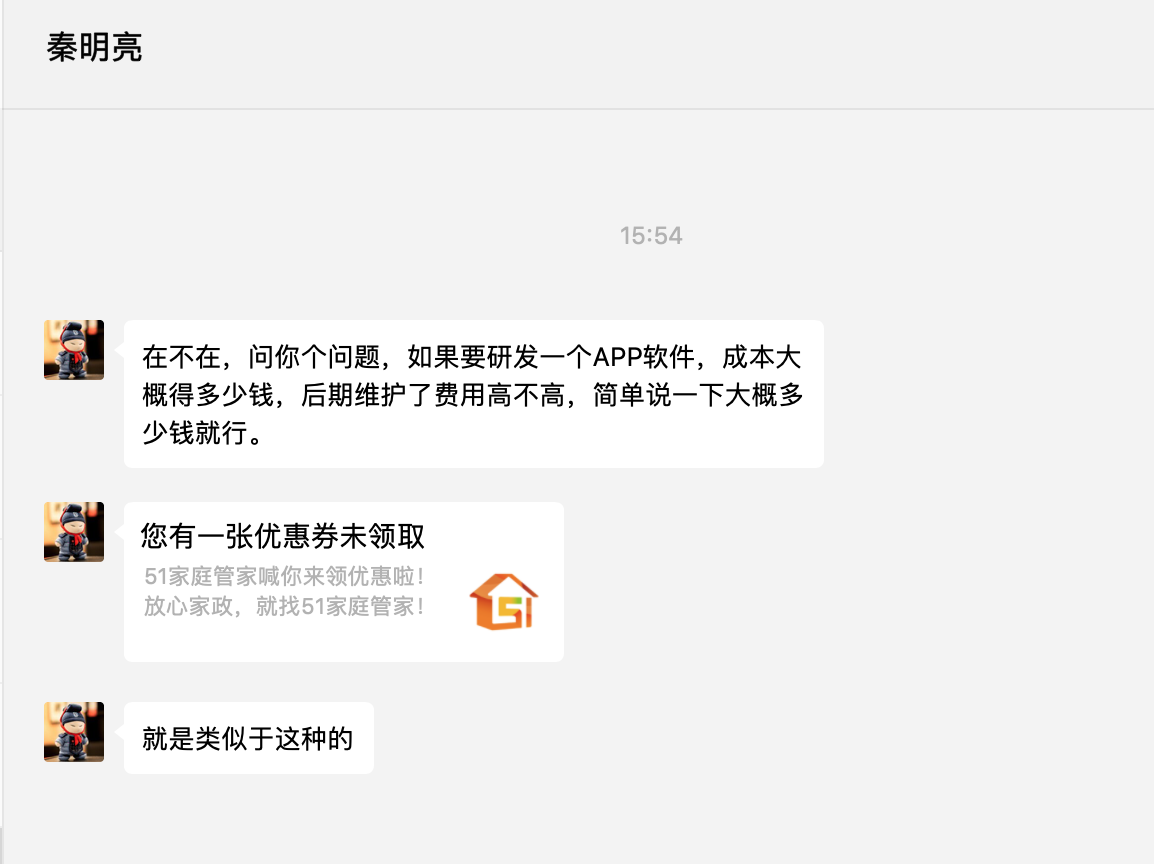 秦明亮
15:54
在不在，问你个问题，如果要研发一个APP软件，成本大
概得多少钱，后期维护了费用高不高，简单说一下大概多
少钱就行。
您有一张优惠券未领取
51家庭管家喊你来领优惠啦！
放心家政，就找51家庭管家！
51
就是类似于这种的